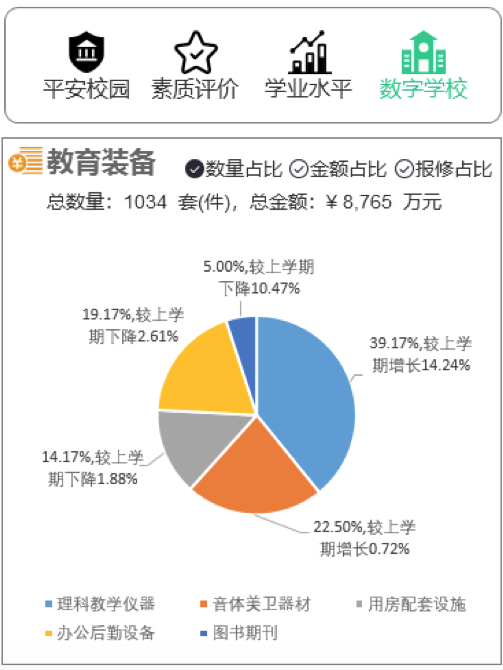 平安校园 素质评价 学业水平 数字学校
¥ 教育装备 数量占比 金额占比 报修占比
总数量：1034 套(件)，总金额：¥ 8,765 万元
5.00%,较上学期
下降10.47%
19.17%,较上学
期下降2.61%
39.17%,较上学
期增长14.24%
14.17%,较上学
期下降1.88%
22.50%,较上学
期增长0.72%
理科教学仪器 音体美卫器材 用房配套设施
办公后勤设备 图书期刊